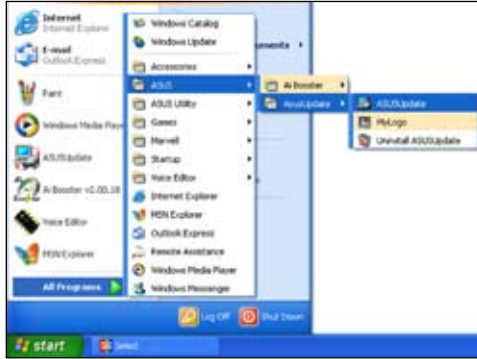 Internet
Internet Explorer
E-mail
Outlook Express
Paint
Windows Media Player
ASUSUpdate
Ai Booster v2.00.18
Voice Editor
MSN Explorer
All Programs
Windows Catalog
Windows Update
Accessories
ASUS
ASUS Utility
Games
Marvell
Startup
Voice Editor
Internet Explorer
MSN Explorer
Outlook Express
Remote Assistance
Windows Media Player
Windows Messenger
Ai Booster
AsusUpdate
ASUSUpdate
MyLogo
Uninstall ASUSUpdate
Log Off
Shut Down
start